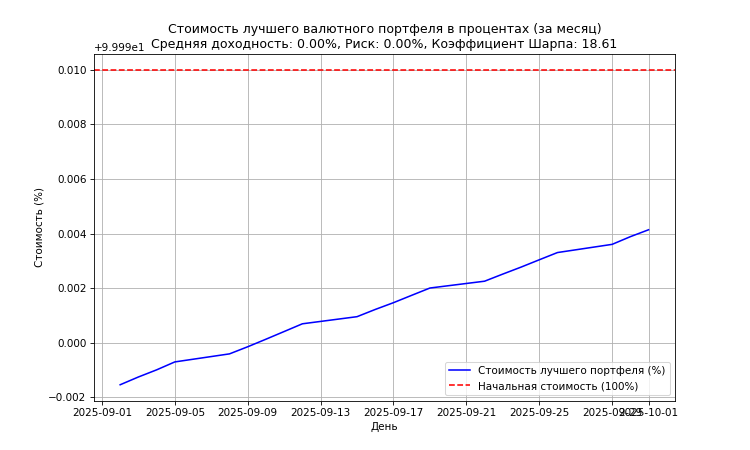 Стоимость лучшего валютного портфеля в процентах (за месяц)
Средняя доходность: 0.00%, Риск: 0.00%, Коэффициент Шарпа: 18.61
+9.999e1
0.010
0.008
0.006
0.004
0.002
0.000
−0.002
Стоимость (%)
Стоимость лучшего портфеля (%)
Начальная стоимость (100%)
2025-09-01 2025-09-05 2025-09-09 2025-09-13 2025-09-17 2025-09-21 2025-09-25 2025-09-29 2025-10-01
День